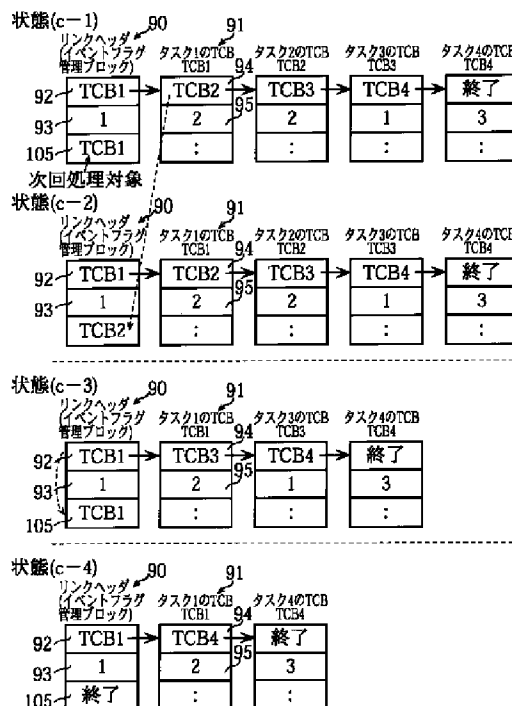 状態(c-1)
リンクヘッダ 90
(イベントフラグ
管理ブロック)
タスク1のTCB 91
TCB1
タスク2のTCB
TCB2
タスク3のTCB
TCB3
タスク4のTCB
TCB4
94
92 TCB1 TCB2 TCB3 TCB4 終了
95
93 1 2 2 1 3
105 TCB1 : : : :
次回処理対象
状態(c-2)
リンクヘッダ 90
(イベントフラグ
管理ブロック)
タスク1のTCB 91
TCB1
タスク2のTCB
TCB2
タスク3のTCB
TCB3
タスク4のTCB
TCB4
94
92 TCB1 TCB2 TCB3 TCB4 終了
95
93 1 2 2 1 3
TCB2 : : : :
状態(c-3)
リンクヘッダ 90
(イベントフラグ
管理ブロック)
タスク1のTCB 91
TCB1
タスク3のTCB
TCB3
タスク4のTCB
TCB4
94
92 TCB1 TCB3 TCB4 終了
95
93 1 2 1 3
105 TCB1 : : :
状態(c-4)
リンクヘッダ 90
(イベントフラグ
管理ブロック)
タスク1のTCB 91
TCB1
タスク4のTCB
TCB4
94
92 TCB1 TCB4 終了
95
93 1 2 3
105 終了 : :